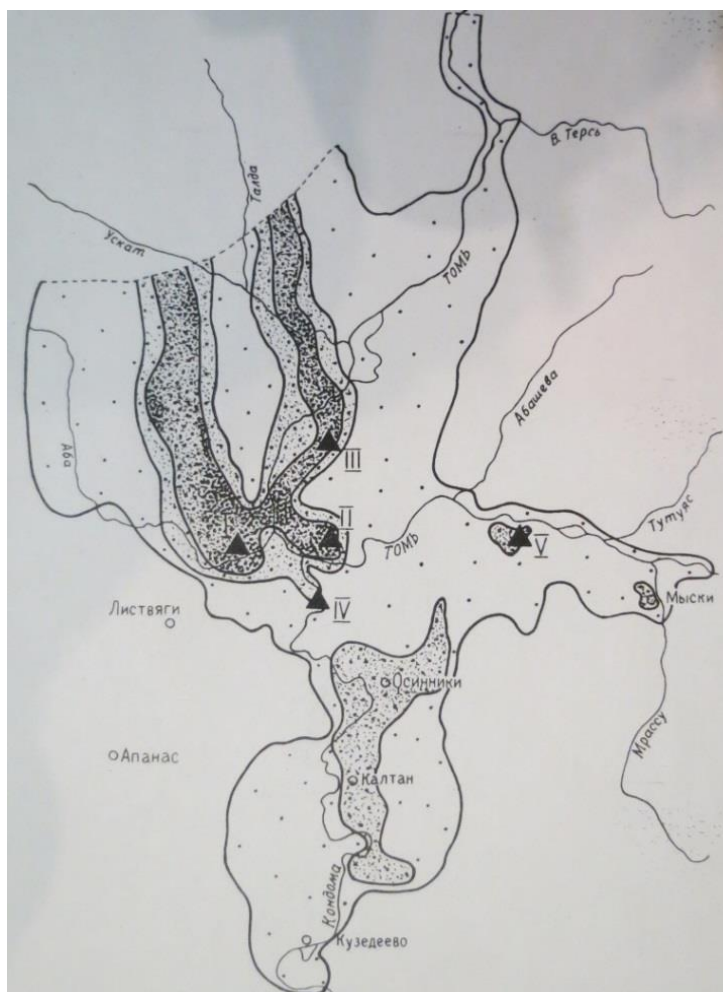 В. Терсь
Талда
Ускат
ТОМЬ
Абашева
Аба
III
Тутуяс
II
I
V
ТОМЬ
Мыски
IV
Листвяги
Осинники
Мрассу
Апанас
Калтан
Кондома
Кузедеево